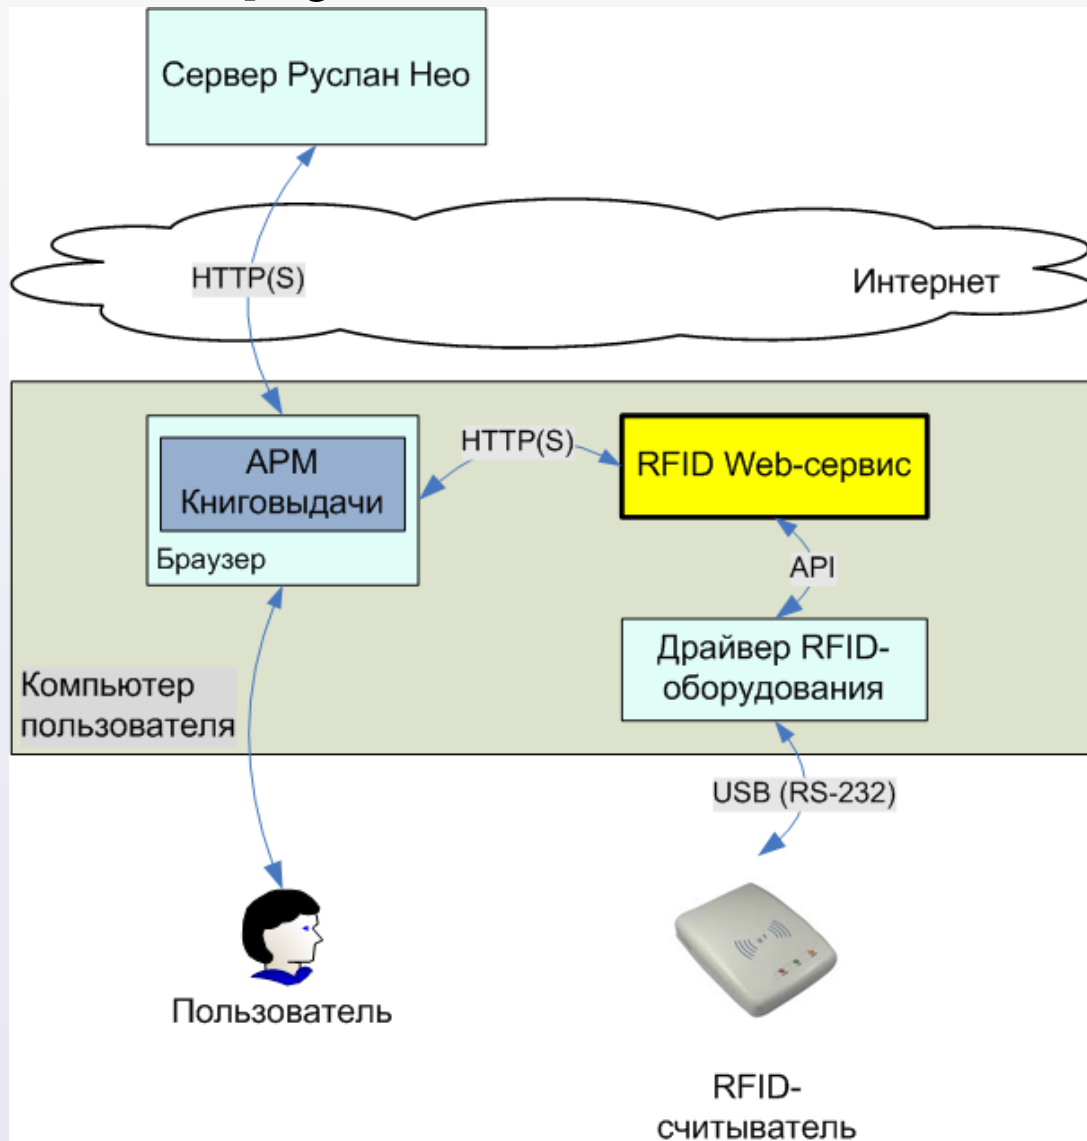 Сервер Руслан Нео
HTTP(S)
Интернет
АРМ
Книговыдачи
Браузер
HTTP(S)
RFID Web-сервис
API
Драйвер RFID-
оборудования
Компьютер
пользователя
USB (RS-232)
Пользователь
RFID-
считыватель